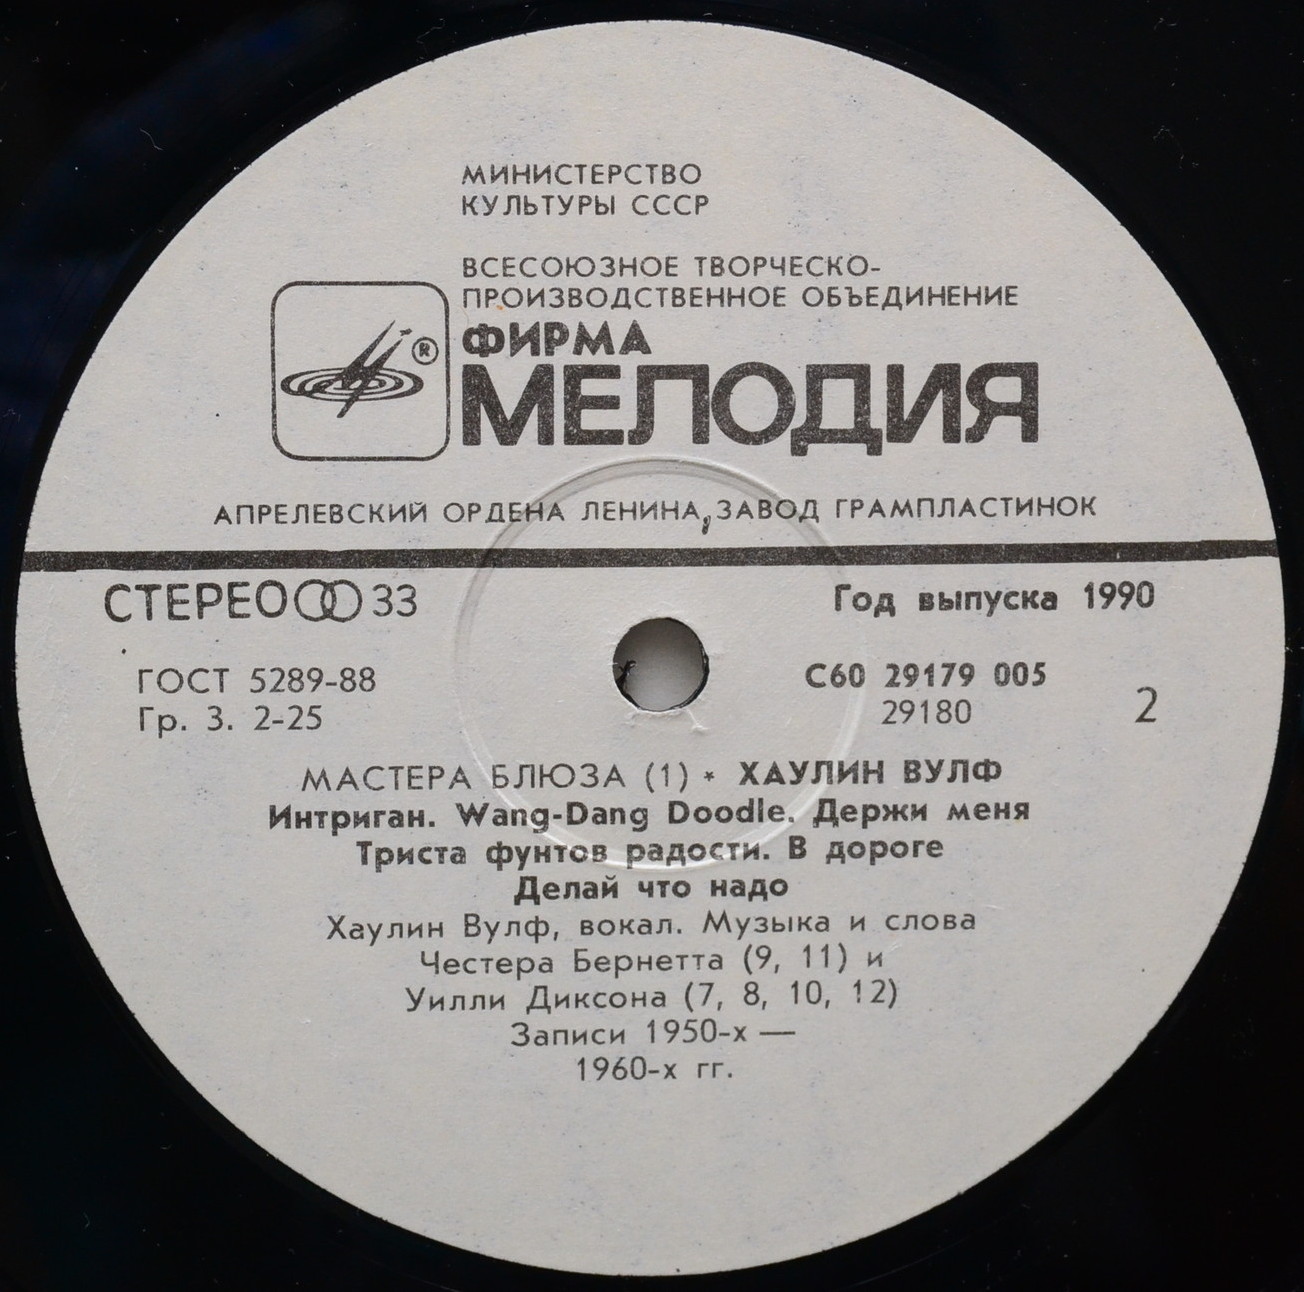 МИНИСТЕРСТВО
КУЛЬТУРЫ СССР
ВСЕСОЮЗНОЕ ТВОРЧЕСКО-
ПРОИЗВОДСТВЕННОЕ ОБЪЕДИНЕНИЕ
ФИРМА
®
МЕЛОДИЯ
АПРЕЛЕВСКИЙ ОРДЕНА ЛЕНИНА, ЗАВОД ГРАМПЛАСТИНОК
СТЕРЕО 33
Год выпуска 1990
ГОСТ 5289-88
Гр. 3. 2-25
С60 29179 005
29180
2
МАСТЕРА БЛЮЗА (1) * ХАУЛИН ВУЛФ
Интриган. Wang-Dang Doodle. Держи меня
Триста фунтов радости. В дороге
Делай что надо
Хаулин Вулф, вокал. Музыка и слова
Честера Бернетта (9, 11) и
Уилли Диксона (7, 8, 10, 12)
Записи 1950-х —
1960-х гг.